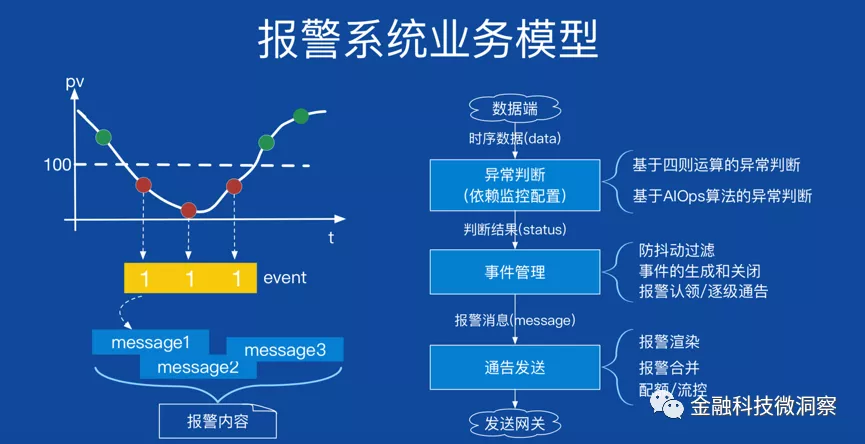 报警系统业务模型
pv
100
t
1 1 1
event
message1
message2
message3
报警内容
数据端
时序数据(data)
异常判断
（依赖监控配置）
基于四则运算的异常判断
基于AIOps算法的异常判断
判断结果(status)
事件管理
防抖动过滤
事件的生成和关闭
报警认领/逐级通告
报警消息(message)
通告发送
报警渲染
报警合并
配额/流控
发送网关
金融科技微洞察